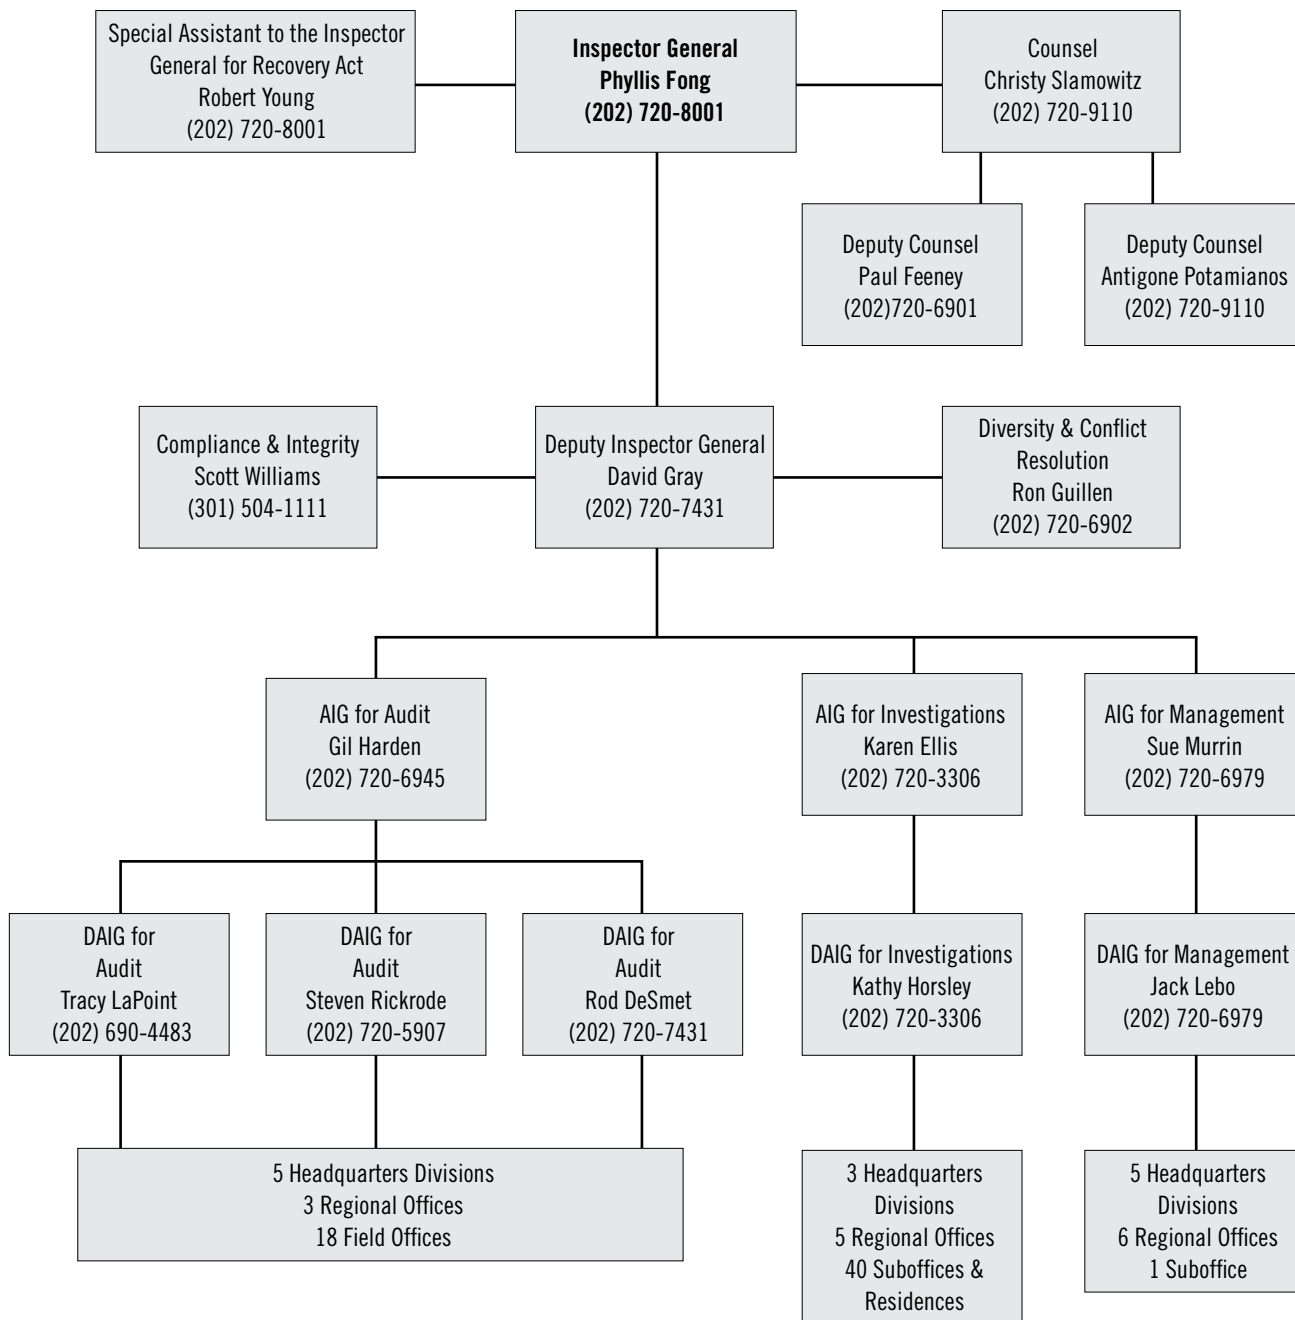 Special Assistant to the Inspector
General for Recovery Act
Robert Young
(202) 720-8001
Inspector General
Phyllis Fong
(202) 720-8001
Counsel
Christy Slamowitz
(202) 720-9110
Deputy Counsel
Paul Feeney
(202)720-6901
Deputy Counsel
Antigone Potamianos
(202) 720-9110
Compliance & Integrity
Scott Williams
(301) 504-1111
Deputy Inspector General
David Gray
(202) 720-7431
Diversity & Conflict
Resolution
Ron Guillen
(202) 720-6902
AIG for Audit
Gil Harden
(202) 720-6945
AIG for Investigations
Karen Ellis
(202) 720-3306
AIG for Management
Sue Murrin
(202) 720-6979
DAIG for
Audit
Tracy LaPoint
(202) 690-4483
DAIG for
Audit
Steven Rickrode
(202) 720-5907
DAIG for
Audit
Rod DeSmet
(202) 720-7431
DAIG for Investigations
Kathy Horsley
(202) 720-3306
DAIG for Management
Jack Lebo
(202) 720-6979
5 Headquarters Divisions
3 Regional Offices
18 Field Offices
3 Headquarters
Divisions
5 Regional Offices
40 Suboffices &
Residences
5 Headquarters
Divisions
6 Regional Offices
1 Suboffice